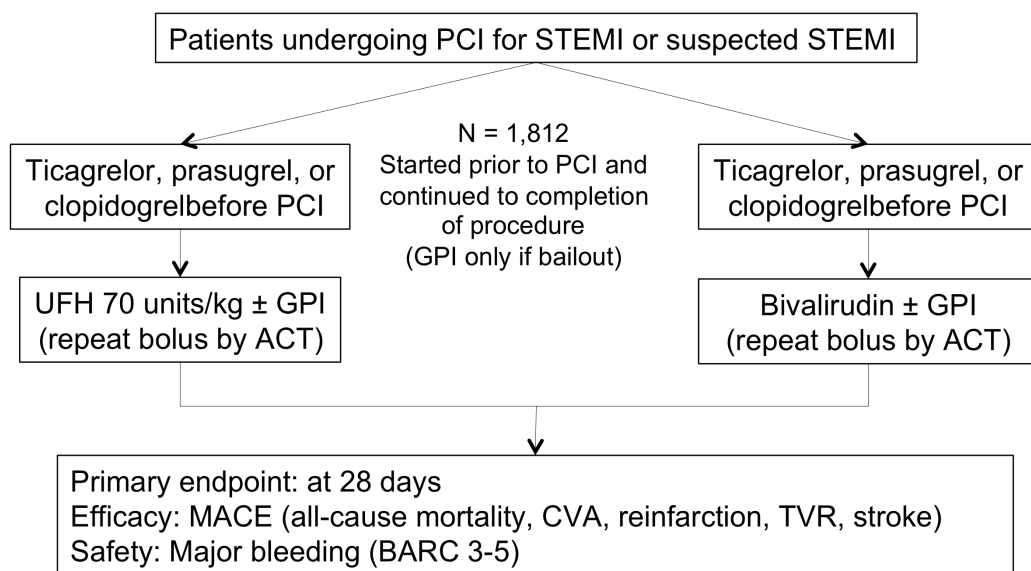 Patients undergoing PCI for STEMI or suspected STEMI
N = 1,812
Started prior to PCI and
continued to completion
of procedure
(GPI only if bailout)
Ticagrelor, prasugrel, or
clopidogrelbefore PCI
Ticagrelor, prasugrel, or
clopidogrelbefore PCI
UFH 70 units/kg ± GPI
(repeat bolus by ACT)
Bivalirudin ± GPI
(repeat bolus by ACT)
Primary endpoint: at 28 days
Efficacy: MACE (all-cause mortality, CVA, reinfarction, TVR, stroke)
Safety: Major bleeding (BARC 3-5)